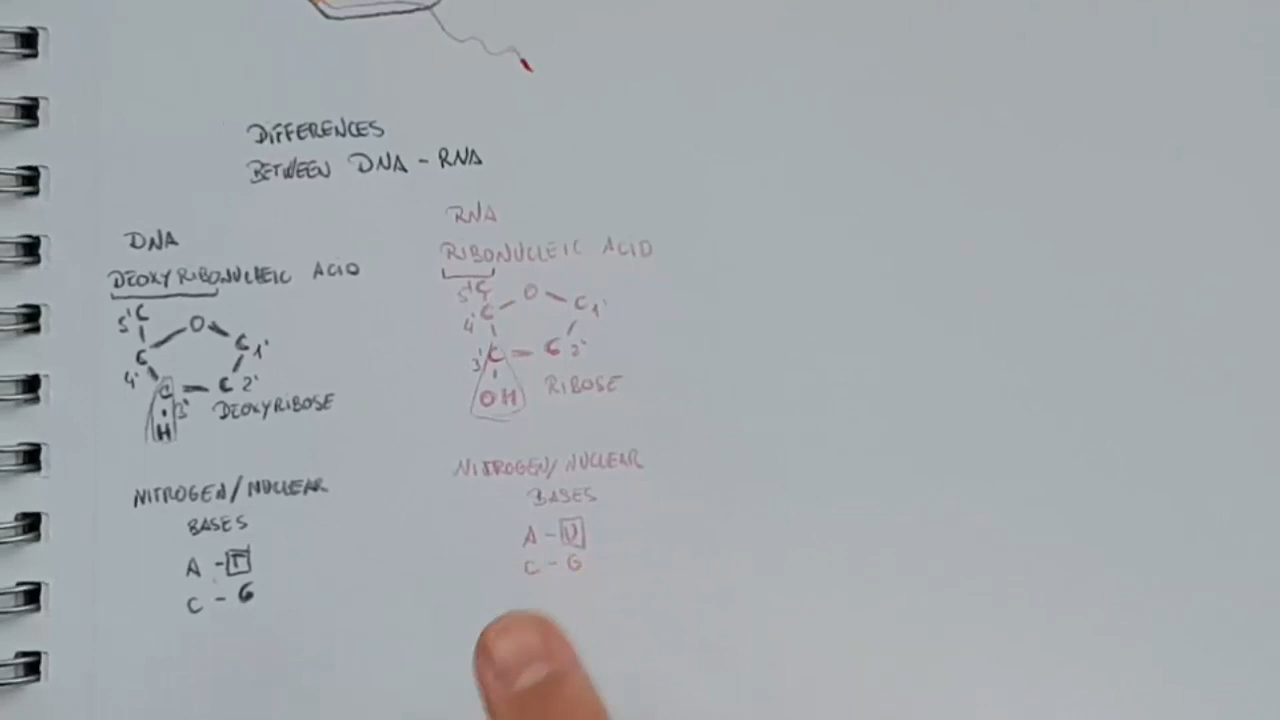 DIFFERENCES
BETWEEN DNA - RNA
DNA
DEOXYRIBONUCLEIC ACID
5' C
O
C 1'
C
4'
C
C 2'
3'
H
DEOXYRIBOSE
NITROGEN/NUCLEAR
BASES
A - T
C - G
RNA
RIBONUCLEIC ACID
5' C
O
C 1'
C
4'
3' C
C 2'
OH
RIBOSE
NITROGEN/NUCLEAR
BASES
A - U
C - G